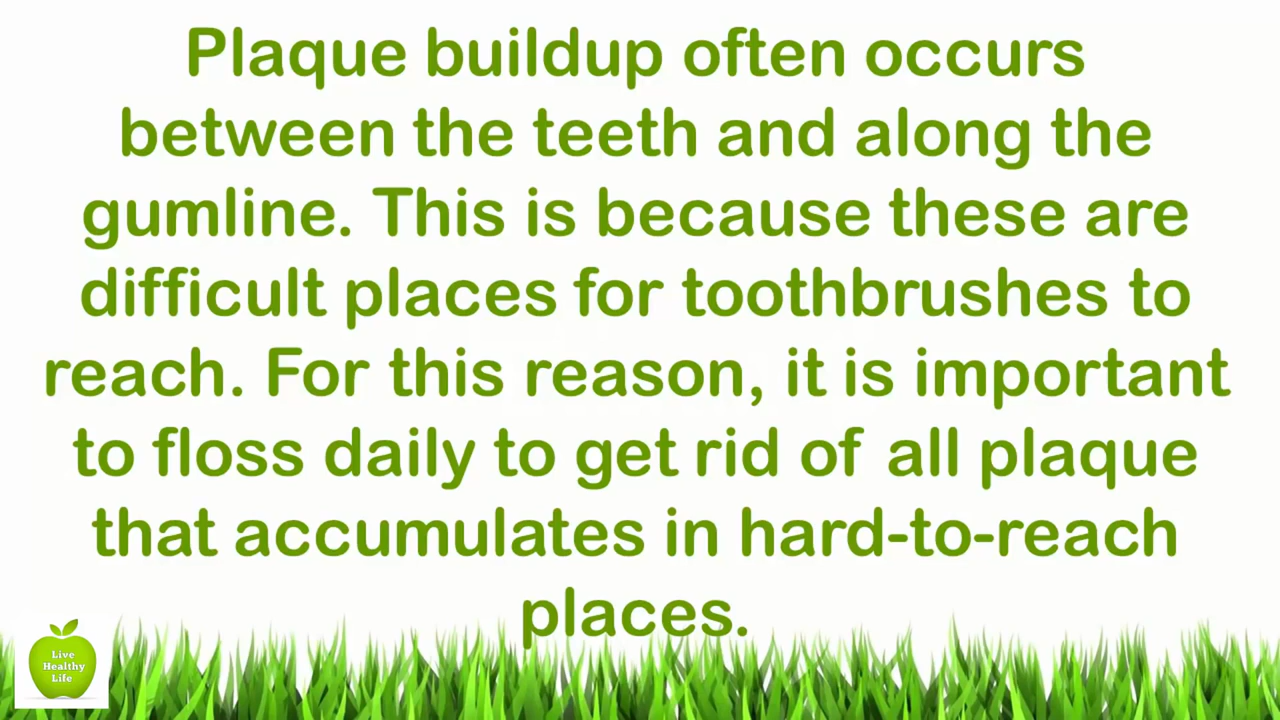 Plaque buildup often occurs
between the teeth and along the
gumline. This is because these are
difficult places for toothbrushes to
reach. For this reason, it is important
to floss daily to get rid of all plaque
that accumulates in hard-to-reach
places.
Live
Healthy
Life